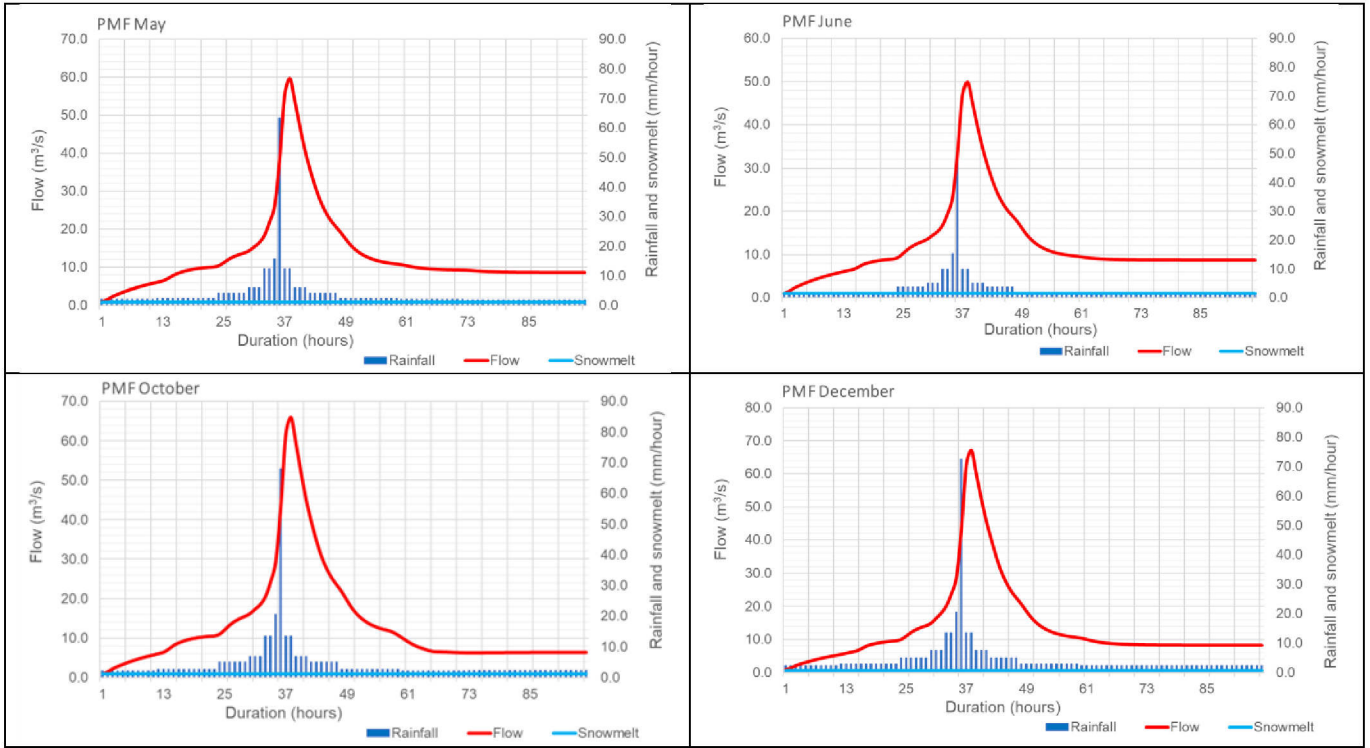 PMF May
70.0 90.0
60.0 80.0
50.0 70.0
40.0 60.0
30.0 50.0
20.0 40.0
10.0 30.0
0.0 20.0
10.0
0.0
Flow (m³/s)
Rainfall and snowmelt (mm/hour)
1 13 25 37 49 61 73 85
Duration (hours)
Rainfall Flow Snowmelt
PMF June
60.0 90.0
50.0 80.0
40.0 70.0
30.0 60.0
20.0 50.0
10.0 40.0
0.0 30.0
20.0
10.0
0.0
Flow (m³/s)
Rainfall and snowmelt (mm/hour)
1 13 25 37 49 61 73 85
Duration (hours)
Rainfall Flow Snowmelt
PMF October
70.0 90.0
60.0 80.0
50.0 70.0
40.0 60.0
30.0 50.0
20.0 40.0
10.0 30.0
0.0 20.0
10.0
0.0
Flow (m³/s)
Rainfall and snowmelt (mm/hour)
1 13 25 37 49 61 73 85
Duration (hours)
Rainfall Flow Snowmelt
PMF December
80.0 90.0
70.0 80.0
60.0 70.0
50.0 60.0
40.0 50.0
30.0 40.0
20.0 30.0
10.0 20.0
0.0 10.0
0.0
Flow (m³/s)
Rainfall and snowmelt (mm/hour)
1 13 25 37 49 61 73 85
Duration (hours)
Rainfall Flow Snowmelt